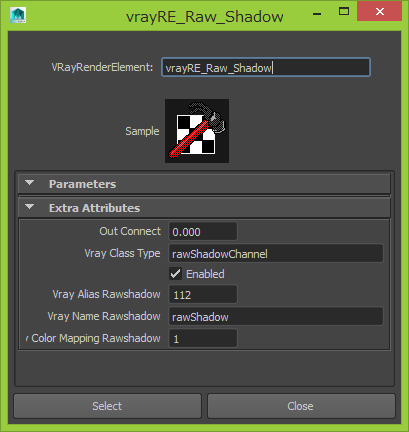 vrayRE_Raw_Shadow
VRayRenderElement: vrayRE_Raw_Shadow
Sample
Parameters
Extra Attributes
Out Connect 0.000
Vray Class Type rawShadowChannel
Enabled
Vray Alias Rawshadow 112
Vray Name Rawshadow rawShadow
Color Mapping Rawshadow 1
Select Close